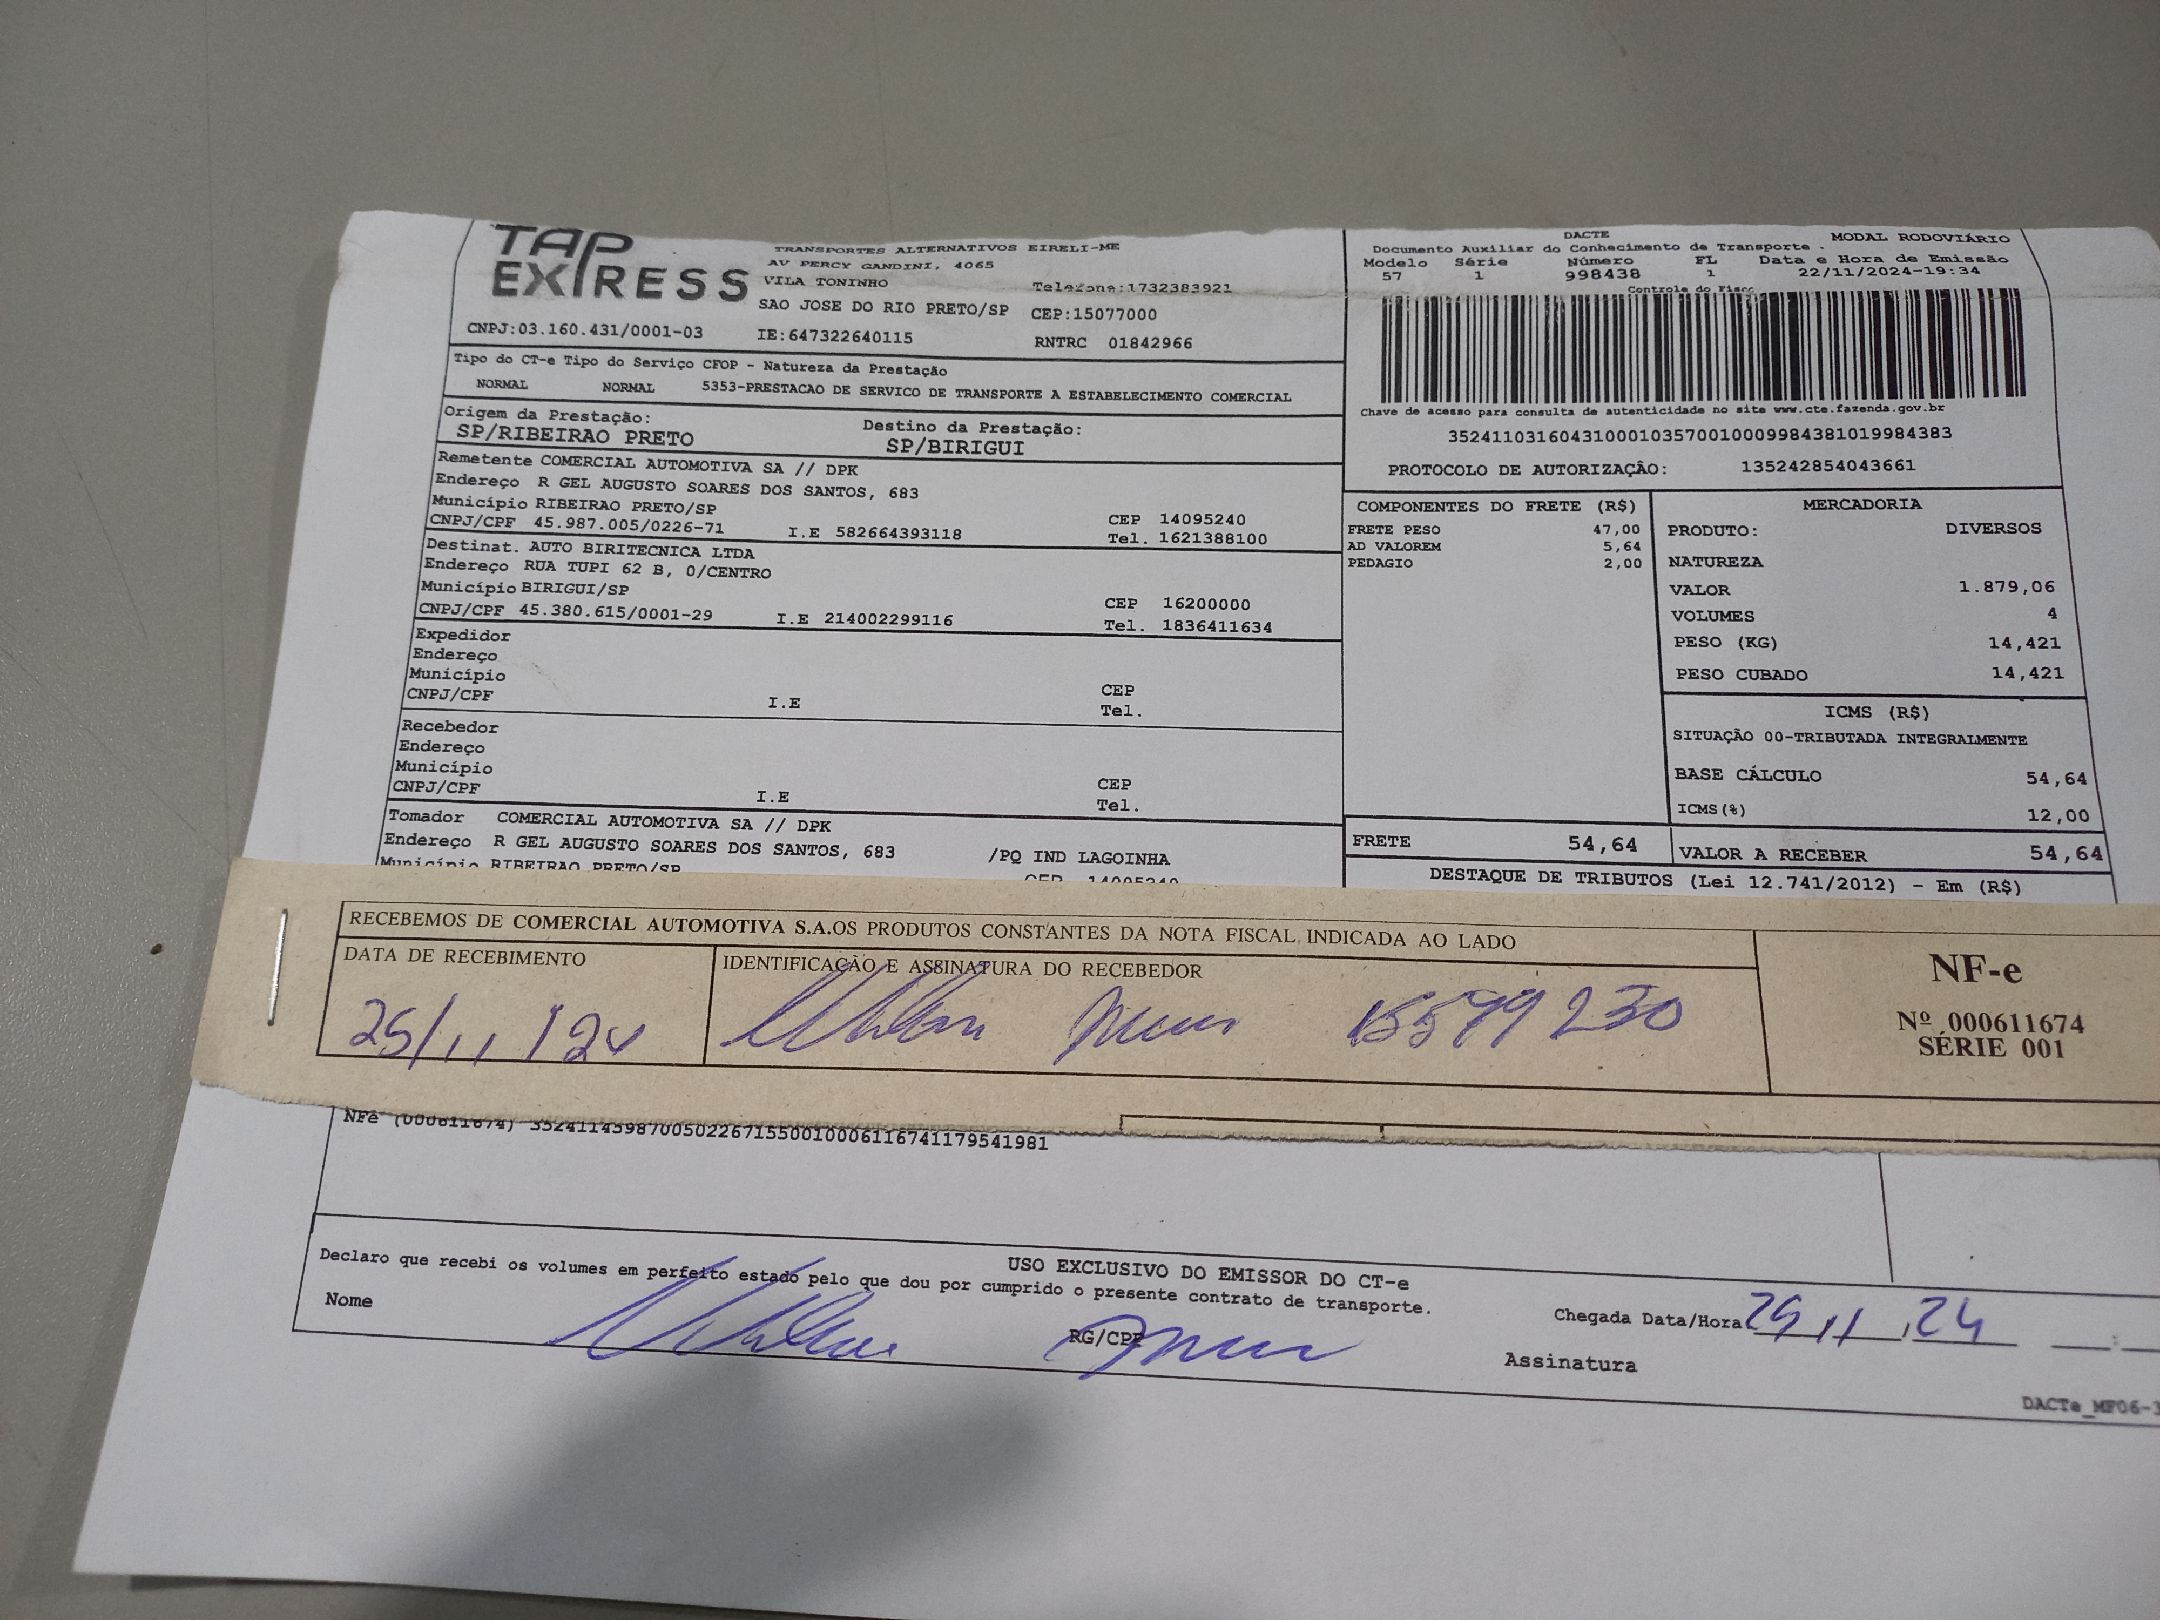 TAP EXPRESS
TRANSPORTES ALTERNATIVOS EIRELI-ME
AV PERCY GANDINI, 4065
VILA TONINHO Telefone:1732383921
SAO JOSE DO RIO PRETO/SP CEP:15077000
CNPJ:03.160.431/0001-03 IE:647322640115 RNTRC 01842966
DACTE MODAL RODOVIÁRIO
Documento Auxiliar do Conhecimento de Transporte .
Modelo Série Número FL Data e Hora de Emissão
57 1 998438 1 22/11/2024-19:34
Controle do Fisco
Chave de acesso para consulta de autenticidade no site www.cte.fazenda.gov.br
35241103160431000103570010009984381019984383
PROTOCOLO DE AUTORIZAÇÃO: 135242854043661
Tipo do CT-e Tipo do Serviço CFOP - Natureza da Prestação
NORMAL NORMAL 5353-PRESTACAO DE SERVICO DE TRANSPORTE A ESTABELECIMENTO COMERCIAL
Origem da Prestação: Destino da Prestação:
SP/RIBEIRAO PRETO SP/BIRIGUI
Remetente COMERCIAL AUTOMOTIVA SA // DPK
Endereço R GEL AUGUSTO SOARES DOS SANTOS, 683
Município RIBEIRAO PRETO/SP CEP 14095240
CNPJ/CPF 45.987.005/0226-71 I.E 582664393118 Tel. 1621388100
Destinat. AUTO BIRITECNICA LTDA
Endereço RUA TUPI 62 B, 0/CENTRO
Município BIRIGUI/SP CEP 16200000
CNPJ/CPF 45.380.615/0001-29 I.E 214002299116 Tel. 1836411634
Expedidor
Endereço
Município CEP
CNPJ/CPF I.E Tel.
Recebedor
Endereço
Município CEP
CNPJ/CPF I.E Tel.
Tomador COMERCIAL AUTOMOTIVA SA // DPK
Endereço R GEL AUGUSTO SOARES DOS SANTOS, 683 /PQ IND LAGOINHA
Município RIBEIRAO PRETO/SP CEP 14095240
COMPONENTES DO FRETE (R$)
FRETE PESO 47,00
AD VALOREM 5,64
PEDAGIO 2,00
MERCADORIA
PRODUTO: DIVERSOS
NATUREZA
VALOR 1.879,06
VOLUMES 4
PESO (KG) 14,421
PESO CUBADO 14,421
ICMS (R$)
SITUAÇÃO 00-TRIBUTADA INTEGRALMENTE
BASE CÁLCULO 54,64
ICMS(%) 12,00
FRETE 54,64 VALOR A RECEBER 54,64
DESTAQUE DE TRIBUTOS (Lei 12.741/2012) - Em (R$)
RECEBEMOS DE COMERCIAL AUTOMOTIVA S.A.OS PRODUTOS CONSTANTES DA NOTA FISCAL INDICADA AO LADO
DATA DE RECEBIMENTO IDENTIFICAÇÃO E ASSINATURA DO RECEBEDOR
25/11/24
NF-e
Nº 000611674
SÉRIE 001
NFe (000611674) 35241145987005022671550010006116741179541981
USO EXCLUSIVO DO EMISSOR DO CT-e
Declaro que recebi os volumes em perfeito estado pelo que dou por cumprido o presente contrato de transporte.
Nome RG/CPF Chegada Data/Hora 25 11 24
Assinatura
DACTe_MF06-3